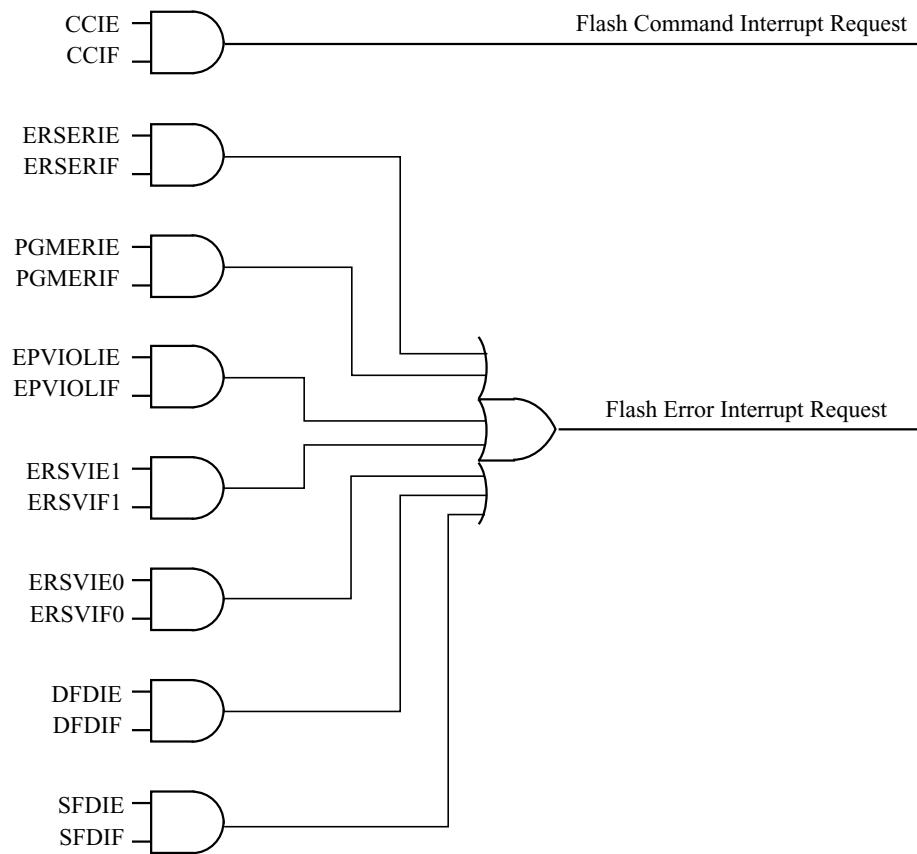 CCIE
CCIF
Flash Command Interrupt Request
ERSERIE
ERSERIF
PGMERIE
PGMERIF
EPVIOLIE
EPVIOLIF
Flash Error Interrupt Request
ERSVIE1
ERSVIF1
ERSVIE0
ERSVIF0
DFDIE
DFDIF
SFDIE
SFDIF